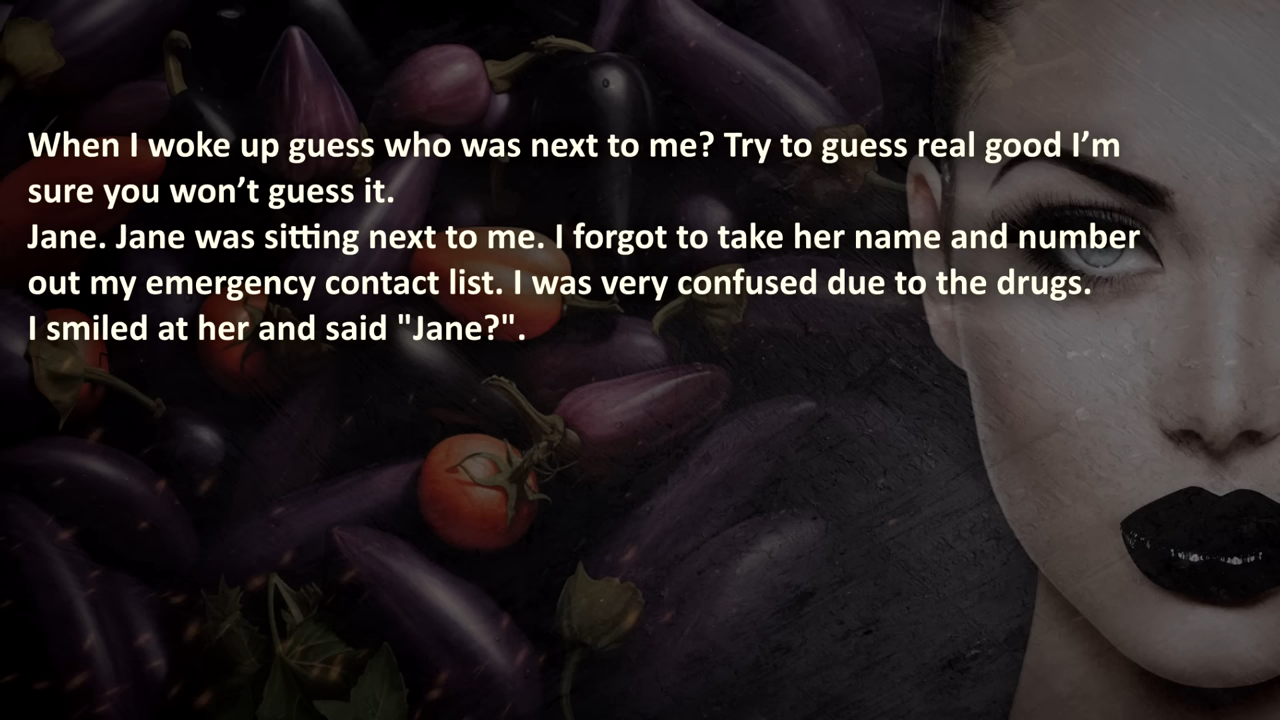 When I woke up guess who was next to me? Try to guess real good I’m
sure you won’t guess it.
Jane. Jane was sitting next to me. I forgot to take her name and number
out my emergency contact list. I was very confused due to the drugs.
I smiled at her and said "Jane?".